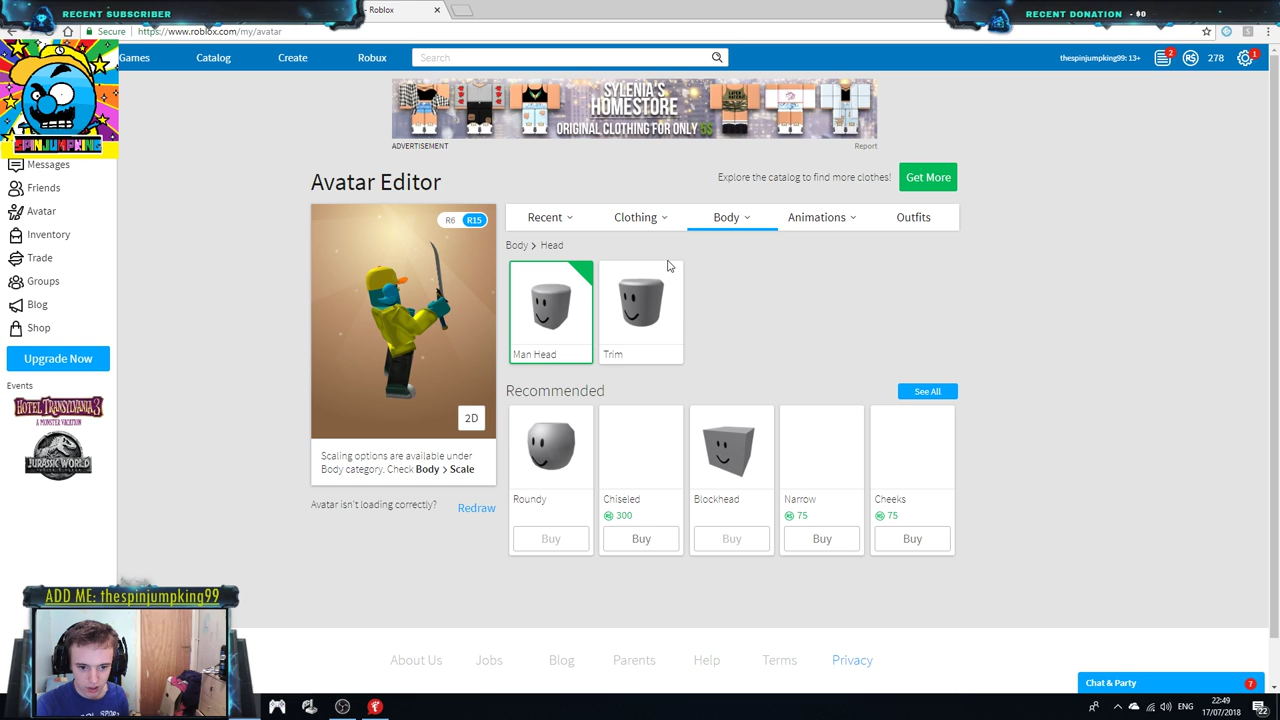 RECENT SUBSCRIBER
RECENT DONATION - $0
- Roblox
Secure
https://www.roblox.com/my/avatar
Games
Catalog
Create
Robux
Search
thespinjumpking99: 13+
2
278
1
SPINJUMPKING
SYLENIA'S
HOMESTORE
ORIGINAL CLOTHING FOR ONLY 5$
ADVERTISEMENT
Report
Messages
Friends
Avatar
Inventory
Trade
Groups
Blog
Shop
Upgrade Now
Events
HOTEL TRANSYLVANIA 3
A MONSTER VACATION
JURASSIC WORLD
Avatar Editor
Explore the catalog to find more clothes!
Get More
R6
R15
2D
Scaling options are available under
Body category. Check Body > Scale
Avatar isn't loading correctly?
Redraw
Recent
Clothing
Body
Animations
Outfits
Body > Head
Man Head
Trim
Recommended
See All
Roundy
Buy
Chiseled
300
Buy
Blockhead
Buy
Narrow
75
Buy
Cheeks
75
Buy
ADD ME: thespinjumpking99
About Us
Jobs
Blog
Parents
Help
Terms
Privacy
Chat & Party
7
ENG
22:49
17/07/2018
22